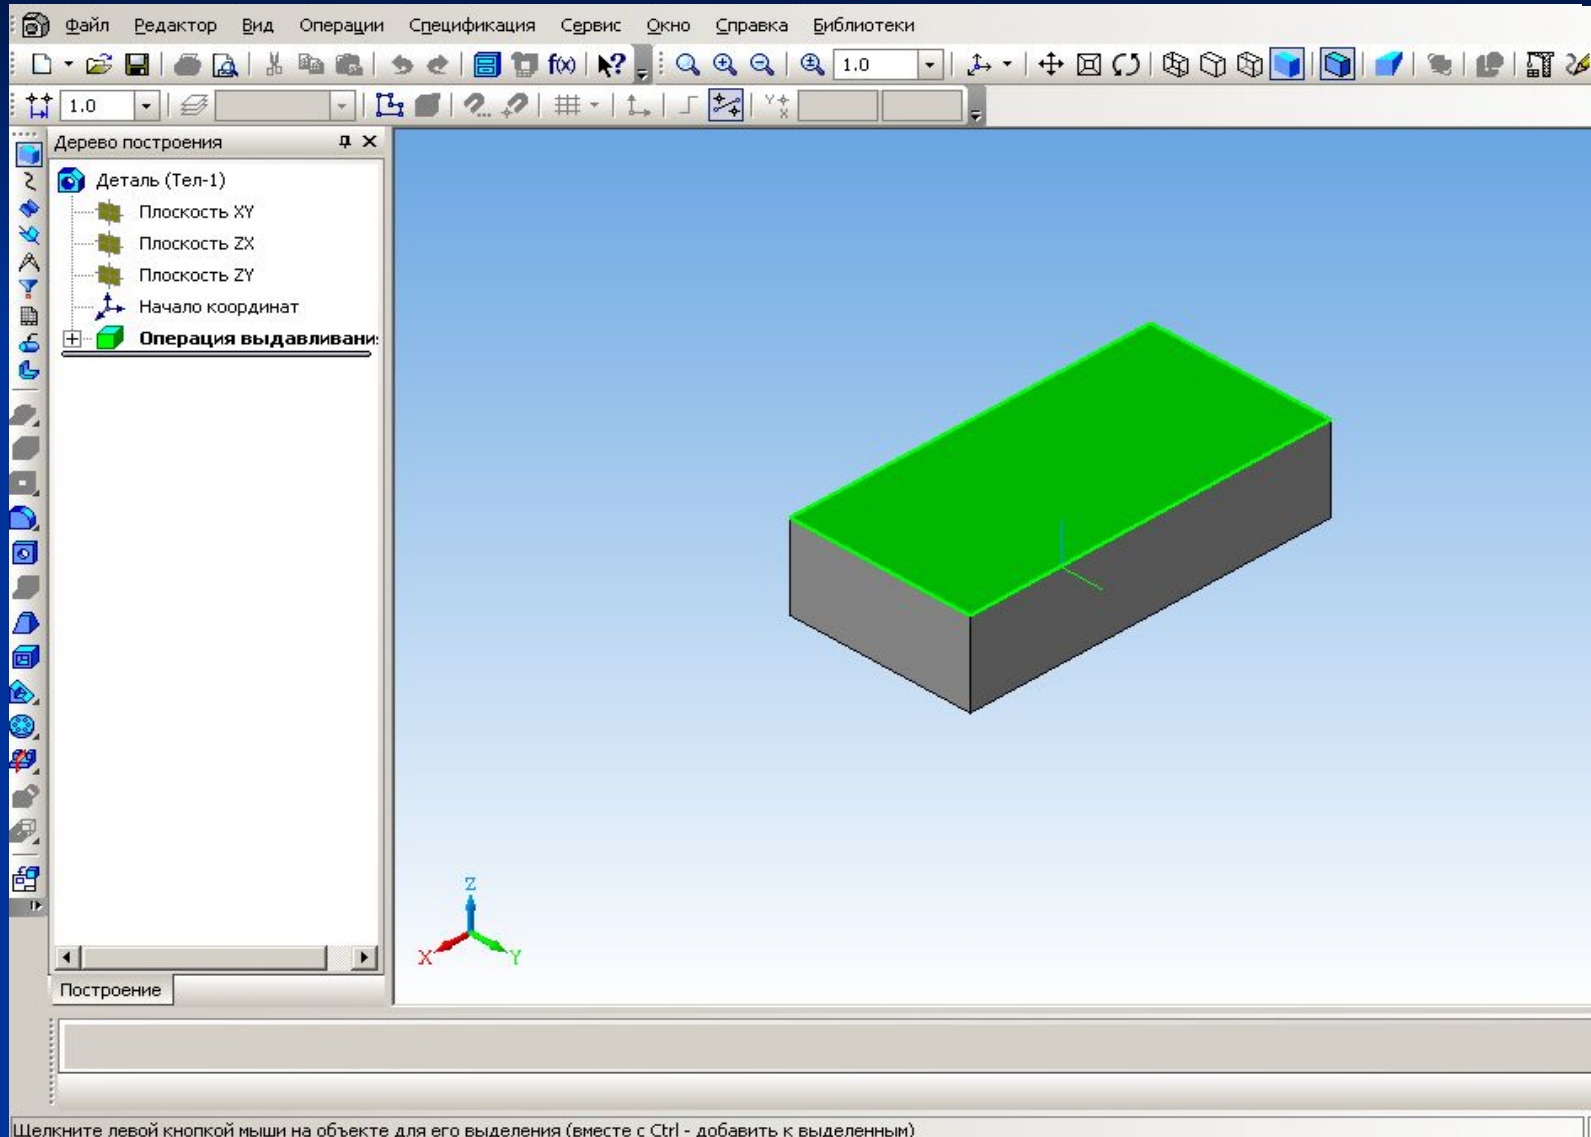 Файл Редактор Вид Операции Спецификация Сервис Окно Справка Библиотеки
f(x) ? 1.0
1.0
Дерево построения
Деталь (Тел-1)
Плоскость XY
Плоскость ZX
Плоскость ZY
Начало координат
Операция выдавливани
Z
X Y
Построение
Щелкните левой кнопкой мыши на объекте для его выделения (вместе с Ctrl - добавить к выделенным)